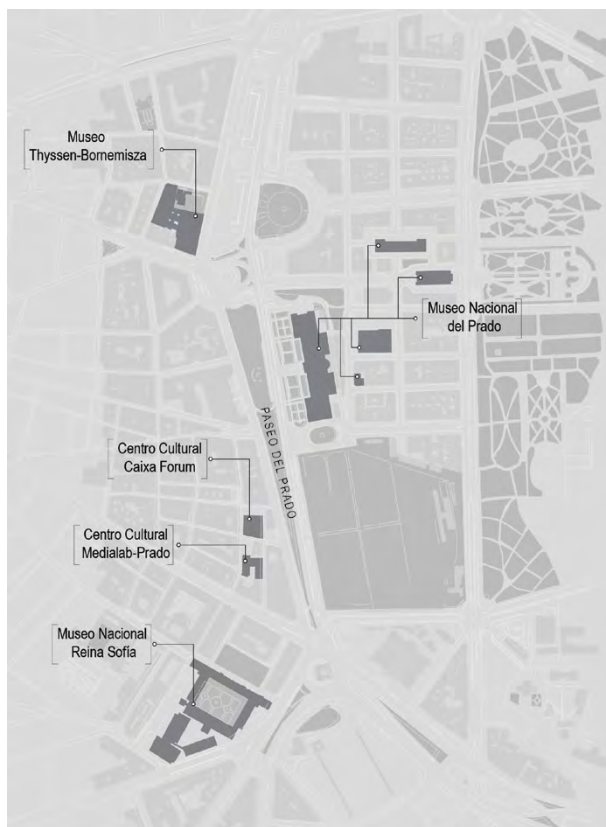 Museo
Thyssen-Bornemisza
Museo Nacional
del Prado
PASEO DEL PRADO
Centro Cultural
Caixa Forum
Centro Cultural
Medialab-Prado
Museo Nacional
Reina Sofía